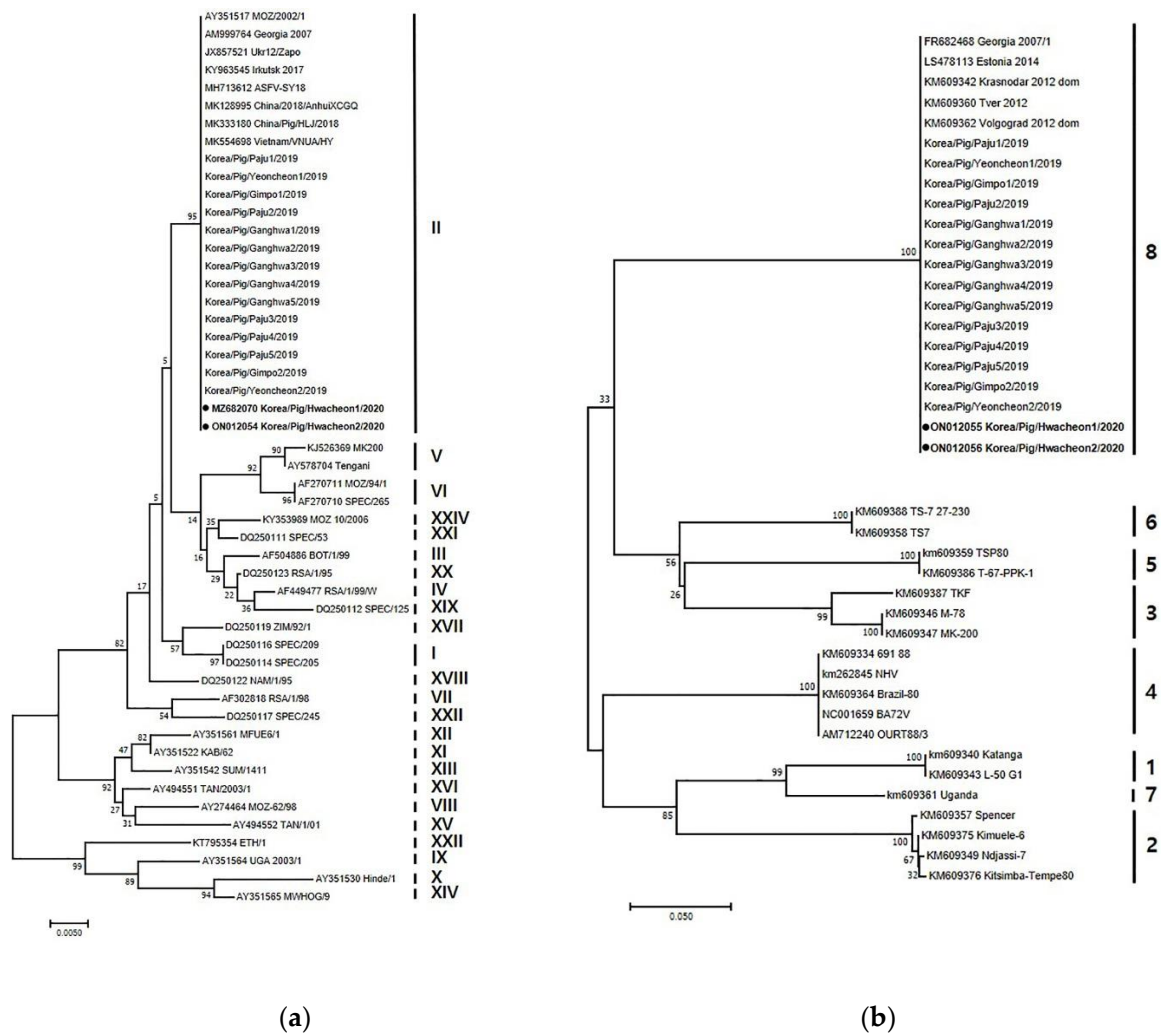 AY351517 MOZ/2002/1
AM999764 Georgia 2007
JX857521 Ukr12/Zapo
KY963545 Irkutsk 2017
MH713612 ASFV-SY18
MK128995 China/2018/AnhuiXCGQ
MK333180 China/Pig/HLJ/2018
MK554698 Vietnam/VNUA/HY
Korea/Pig/Paju1/2019
Korea/Pig/Yeoncheon1/2019
Korea/Pig/Gimpo1/2019
95
Korea/Pig/Paju2/2019
Korea/Pig/Ganghwa1/2019
II
Korea/Pig/Ganghwa2/2019
Korea/Pig/Ganghwa3/2019
Korea/Pig/Ganghwa4/2019
Korea/Pig/Ganghwa5/2019
Korea/Pig/Paju3/2019
Korea/Pig/Paju4/2019
Korea/Pig/Paju5/2019
5
Korea/Pig/Gimpo2/2019
Korea/Pig/Yeoncheon2/2019
MZ682070 Korea/Pig/Hwacheon1/2020
ON012054 Korea/Pig/Hwacheon2/2020
90
KJ526369 MK200
V
92
AY578704 Tengani
5
AF270711 MOZ/94/1
VI
96
AF270710 SPEC/265
14
35
KY353989 MOZ 10/2006
XXIV
DQ250111 SPEC/53
XXI
16
AF504886 BOT/1/99
III
29
DQ250123 RSA/1/95
XX
22
AF449477 RSA/1/99/W
IV
17
36
DQ250112 SPEC/125
XIX
DQ250119 ZIM/92/1
XVII
57
DQ250116 SPEC/209
I
82
97
DQ250114 SPEC/205
DQ250122 NAM/1/95
XVIII
AF302818 RSA/1/98
VII
54
DQ250117 SPEC/245
XXII
82
AY351561 MFUE6/1
XII
47
AY351522 KAB/62
XI
AY351542 SUM/1411
XIII
92
AY494551 TAN/2003/1
XVI
27
AY274464 MOZ-62/98
VIII
31
AY494552 TAN/1/01
XV
KT795354 ETH/1
XXII
99
AY351564 UGA 2003/1
IX
89
AY351530 Hinde/1
X
94
AY351565 MWHOG/9
XIV
0.0050
(a)
FR682468 Georgia 2007/1
LS478113 Estonia 2014
KM609342 Krasnodar 2012 dom
KM609360 Tver 2012
KM609362 Volgograd 2012 dom
Korea/Pig/Paju1/2019
Korea/Pig/Yeoncheon1/2019
Korea/Pig/Gimpo1/2019
Korea/Pig/Paju2/2019
Korea/Pig/Ganghwa1/2019
Korea/Pig/Ganghwa2/2019
100
8
Korea/Pig/Ganghwa3/2019
Korea/Pig/Ganghwa4/2019
Korea/Pig/Ganghwa5/2019
Korea/Pig/Paju3/2019
Korea/Pig/Paju4/2019
Korea/Pig/Paju5/2019
Korea/Pig/Gimpo2/2019
33
Korea/Pig/Yeoncheon2/2019
ON012055 Korea/Pig/Hwacheon1/2020
ON012056 Korea/Pig/Hwacheon2/2020
100
KM609388 TS-7 27-230
6
KM609358 TS7
56
100
km609359 TSP80
5
KM609386 T-67-PPK-1
26
KM609387 TKF
99
KM609346 M-78
3
100
KM609347 MK-200
KM609334 691 88
km262845 NHV
100
KM609364 Brazil-80
4
NC001659 BA72V
AM712240 OURT88/3
km609340 Katanga
100
1
KM609343 L-50 G1
99
km609361 Uganda
7
85
KM609357 Spencer
100
KM609375 Kimuele-6
2
67
KM609349 Ndjassi-7
32
KM609376 Kitsimba-Tempe80
0.050
(b)